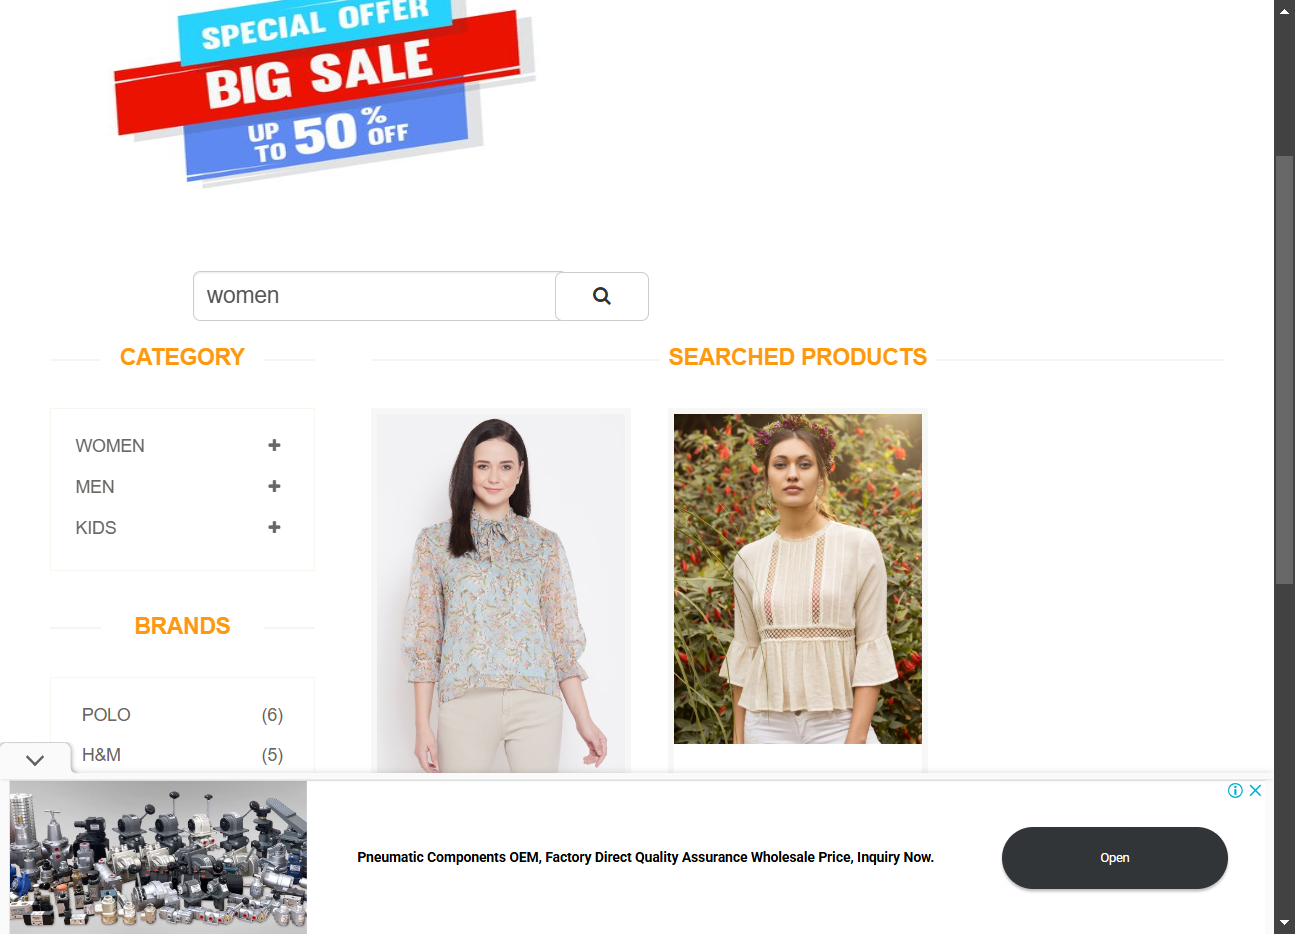 SPECIAL OFFER
BIG SALE
UP TO 50% OFF
women
CATEGORY
SEARCHED PRODUCTS
WOMEN
MEN
KIDS
BRANDS
POLO (6)
H&M (5)
Pneumatic Components OEM, Factory Direct Quality Assurance Wholesale Price, Inquiry Now.
Open